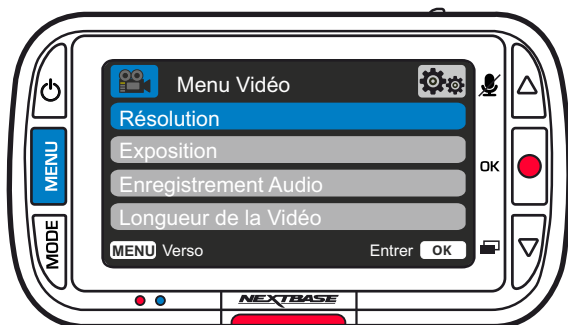 Menu Vidéo
Résolution
Exposition
Enregistrement Audio
Longueur de la Vidéo
MENU Verso Entrer OK
MENU
MODE
OK
NEXTBASE